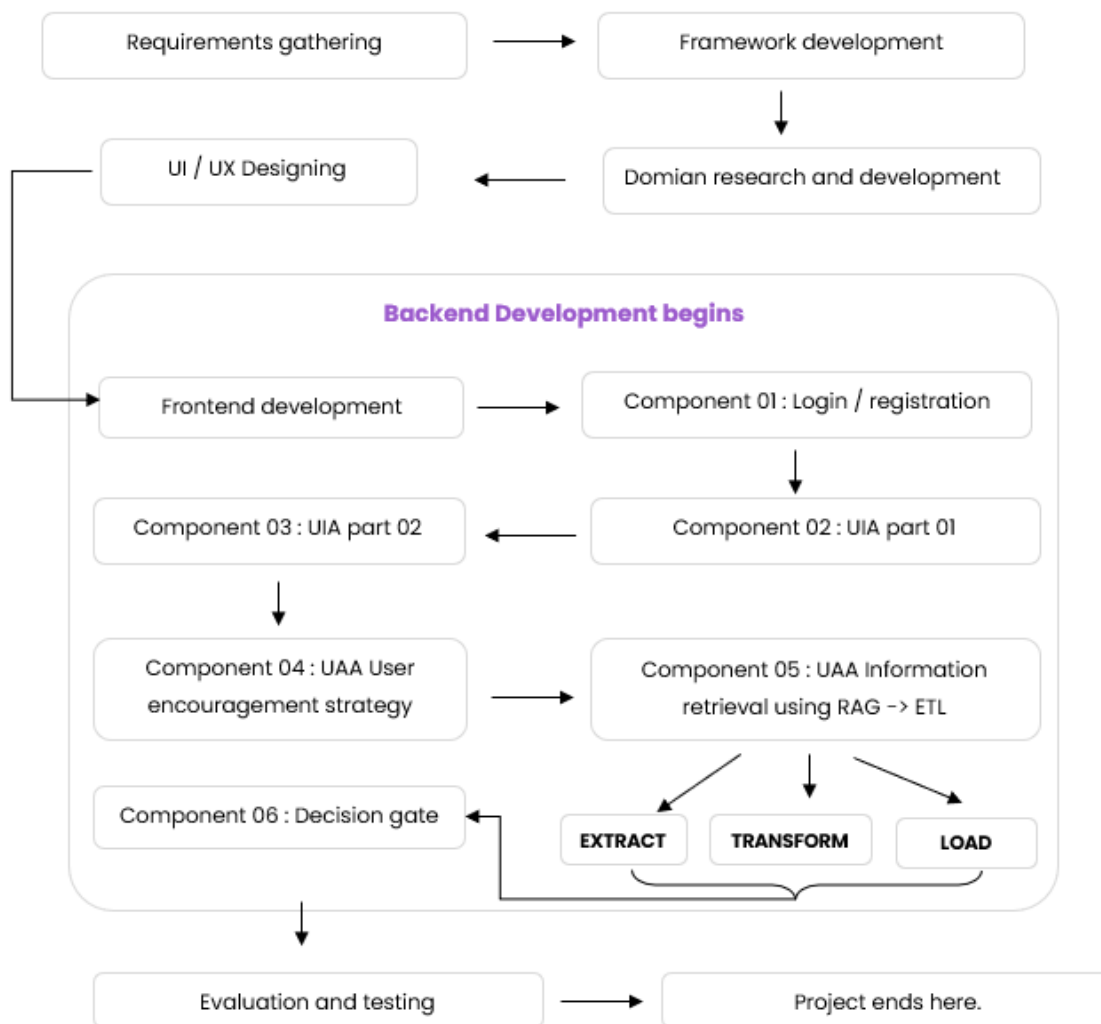 Requirements gathering
Framework development
UI / UX Designing
Domian research and development
Backend Development begins
Frontend development
Component 01 : Login / registration
Component 03 : UIA part 02
Component 02 : UIA part 01
Component 04 : UAA User
encouragement strategy
Component 05 : UAA Information
retrieval using RAG -> ETL
Component 06 : Decision gate
EXTRACT
TRANSFORM
LOAD
Evaluation and testing
Project ends here.